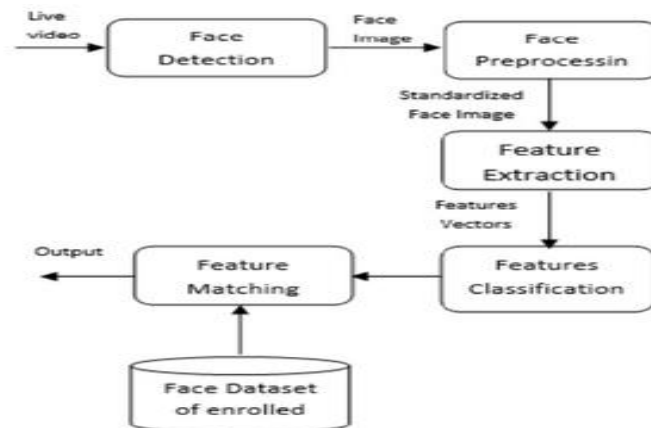 Live
video
Face
Detection
Face
Image
Face
Preprocessin
Standardized
Face Image
Feature
Extraction
Features
Vectors
Features
Classification
Feature
Matching
Output
Face Dataset
of enrolled